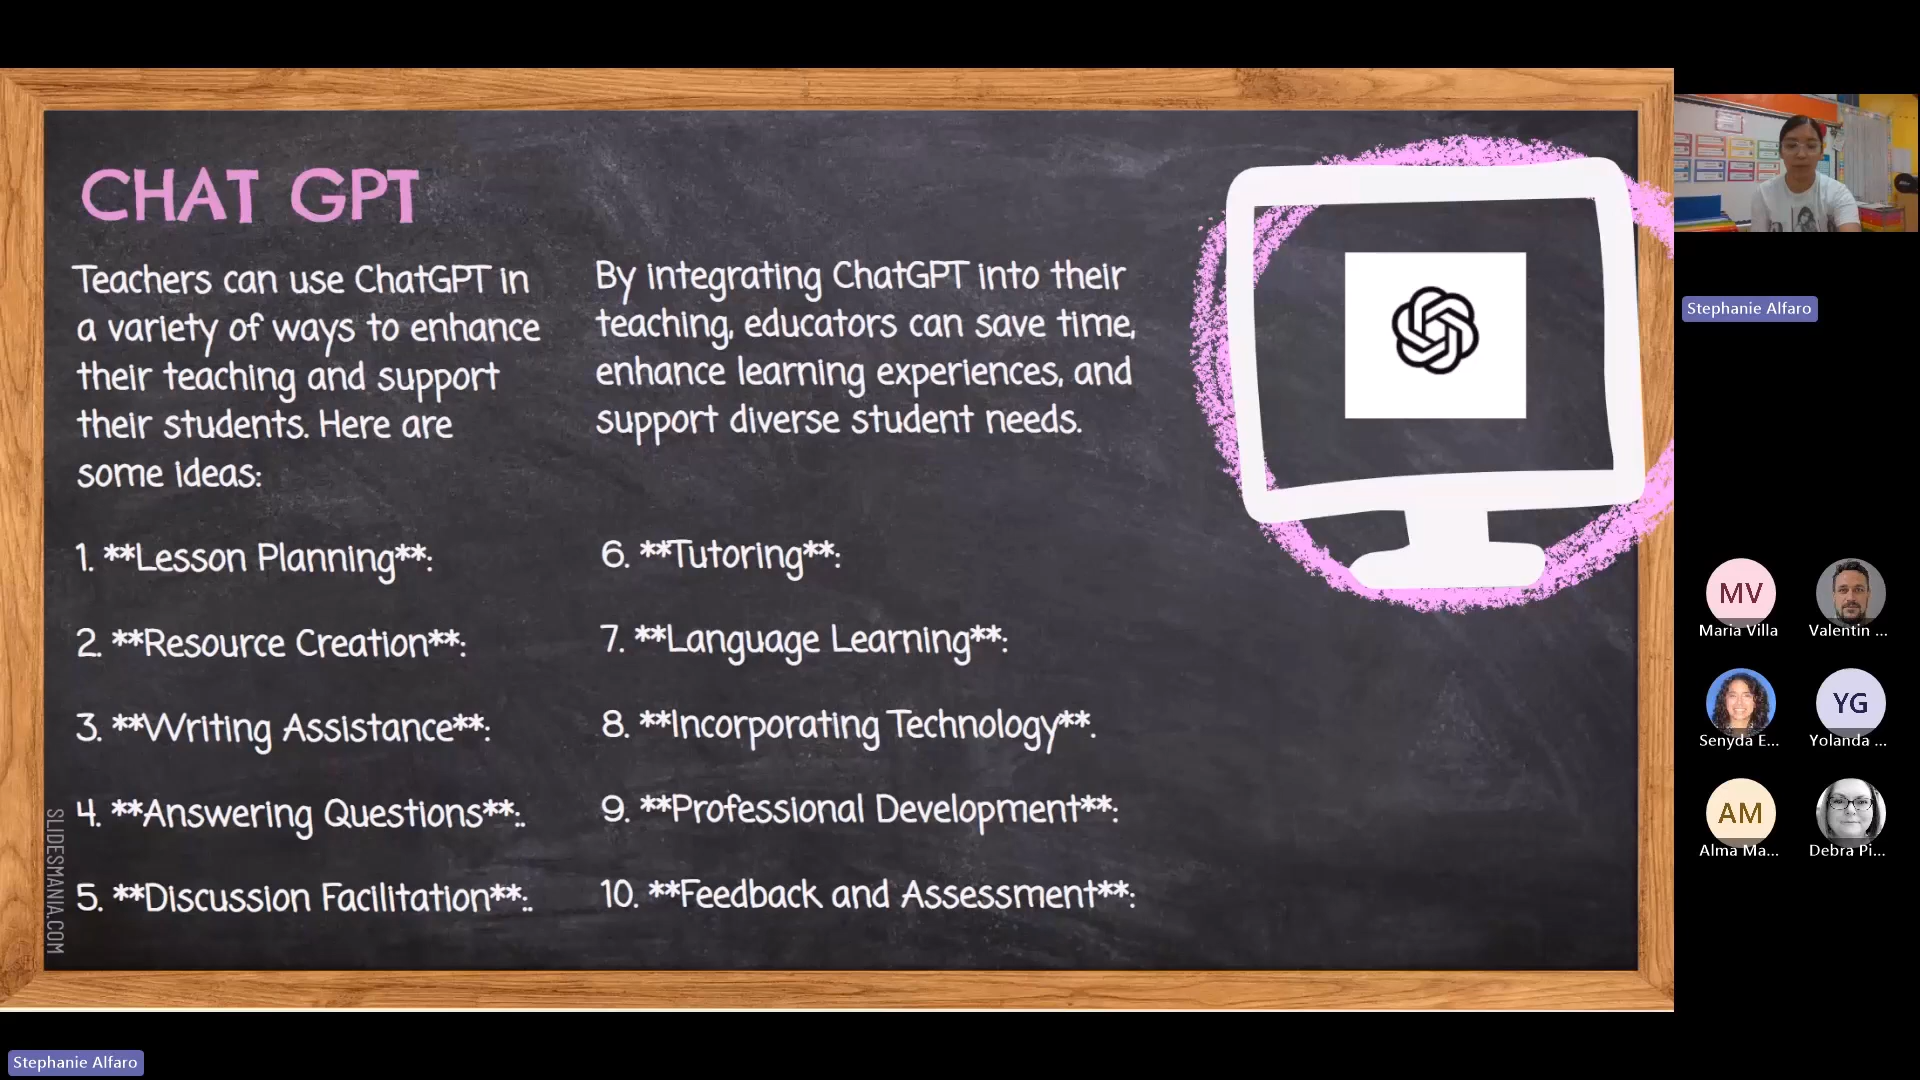 CHAT GPT
Teachers can use ChatGPT in
a variety of ways to enhance
their teaching and support
their students. Here are
some ideas:
1. **Lesson Planning**:
2. **Resource Creation**:
3. **Writing Assistance**:
4. **Answering Questions**:.
5. **Discussion Facilitation**:.
By integrating ChatGPT into their
teaching, educators can save time,
enhance learning experiences, and
support diverse student needs.
6. **Tutoring**:
7. **Language Learning**:
8. **Incorporating Technology**.
9. **Professional Development**:
10. **Feedback and Assessment**:
SLIDESMANIA.COM
Stephanie Alfaro
MV
Maria Villa
Valentin ...
Senyda E...
YG
Yolanda ...
AM
Alma Ma...
Debra Pi...
Stephanie Alfaro